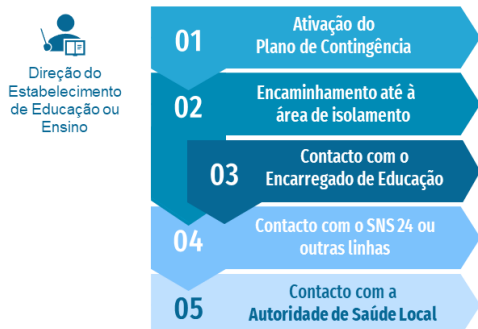 Direção do
Estabelecimento
de Educação ou
Ensino
01
Ativação do
Plano de Contingência
02
Encaminhamento até à
área de isolamento
03
Contacto com o
Encarregado de Educação
04
Contacto com o SNS 24 ou
outras linhas
05
Contacto com a
Autoridade de Saúde Local